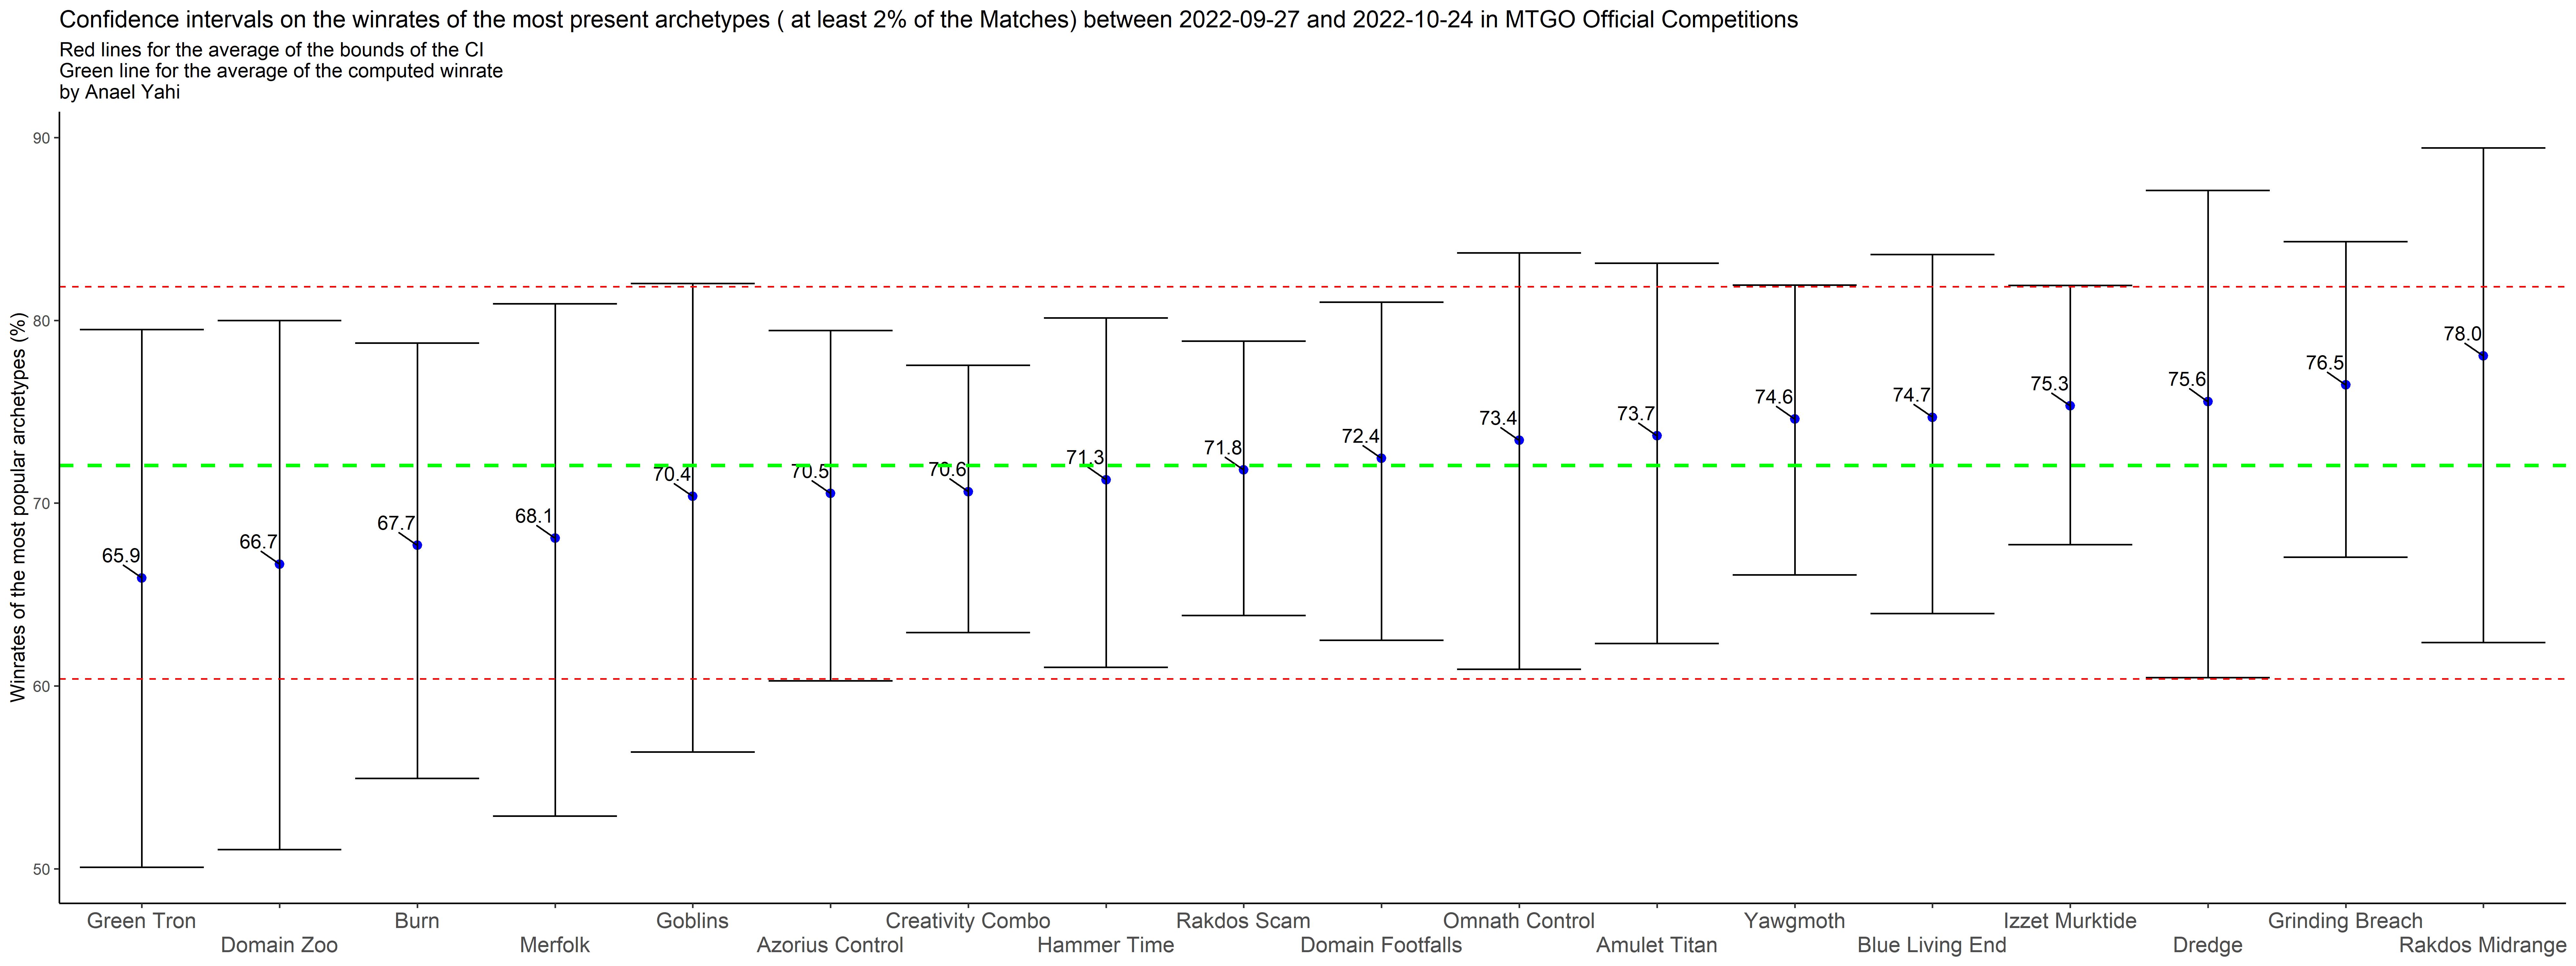 Confidence intervals on the winrates of the most present archetypes ( at least 2% of the Matches) between 2022-09-27 and 2022-10-24 in MTGO Official Competitions
Red lines for the average of the bounds of the CI
Green line for the average of the computed winrate
by Anael Yahi
Winrates of the most popular archetypes (%)
90
80
70
60
50
65.9
66.7
67.7
68.1
70.4
70.5
70.6
71.3
71.8
72.4
73.4
73.7
74.6
74.7
75.3
75.6
76.5
78.0
Green Tron
Domain Zoo
Burn
Merfolk
Goblins
Azorius Control
Creativity Combo
Hammer Time
Rakdos Scam
Domain Footfalls
Omnath Control
Amulet Titan
Yawgmoth
Blue Living End
Izzet Murktide
Dredge
Grinding Breach
Rakdos Midrange